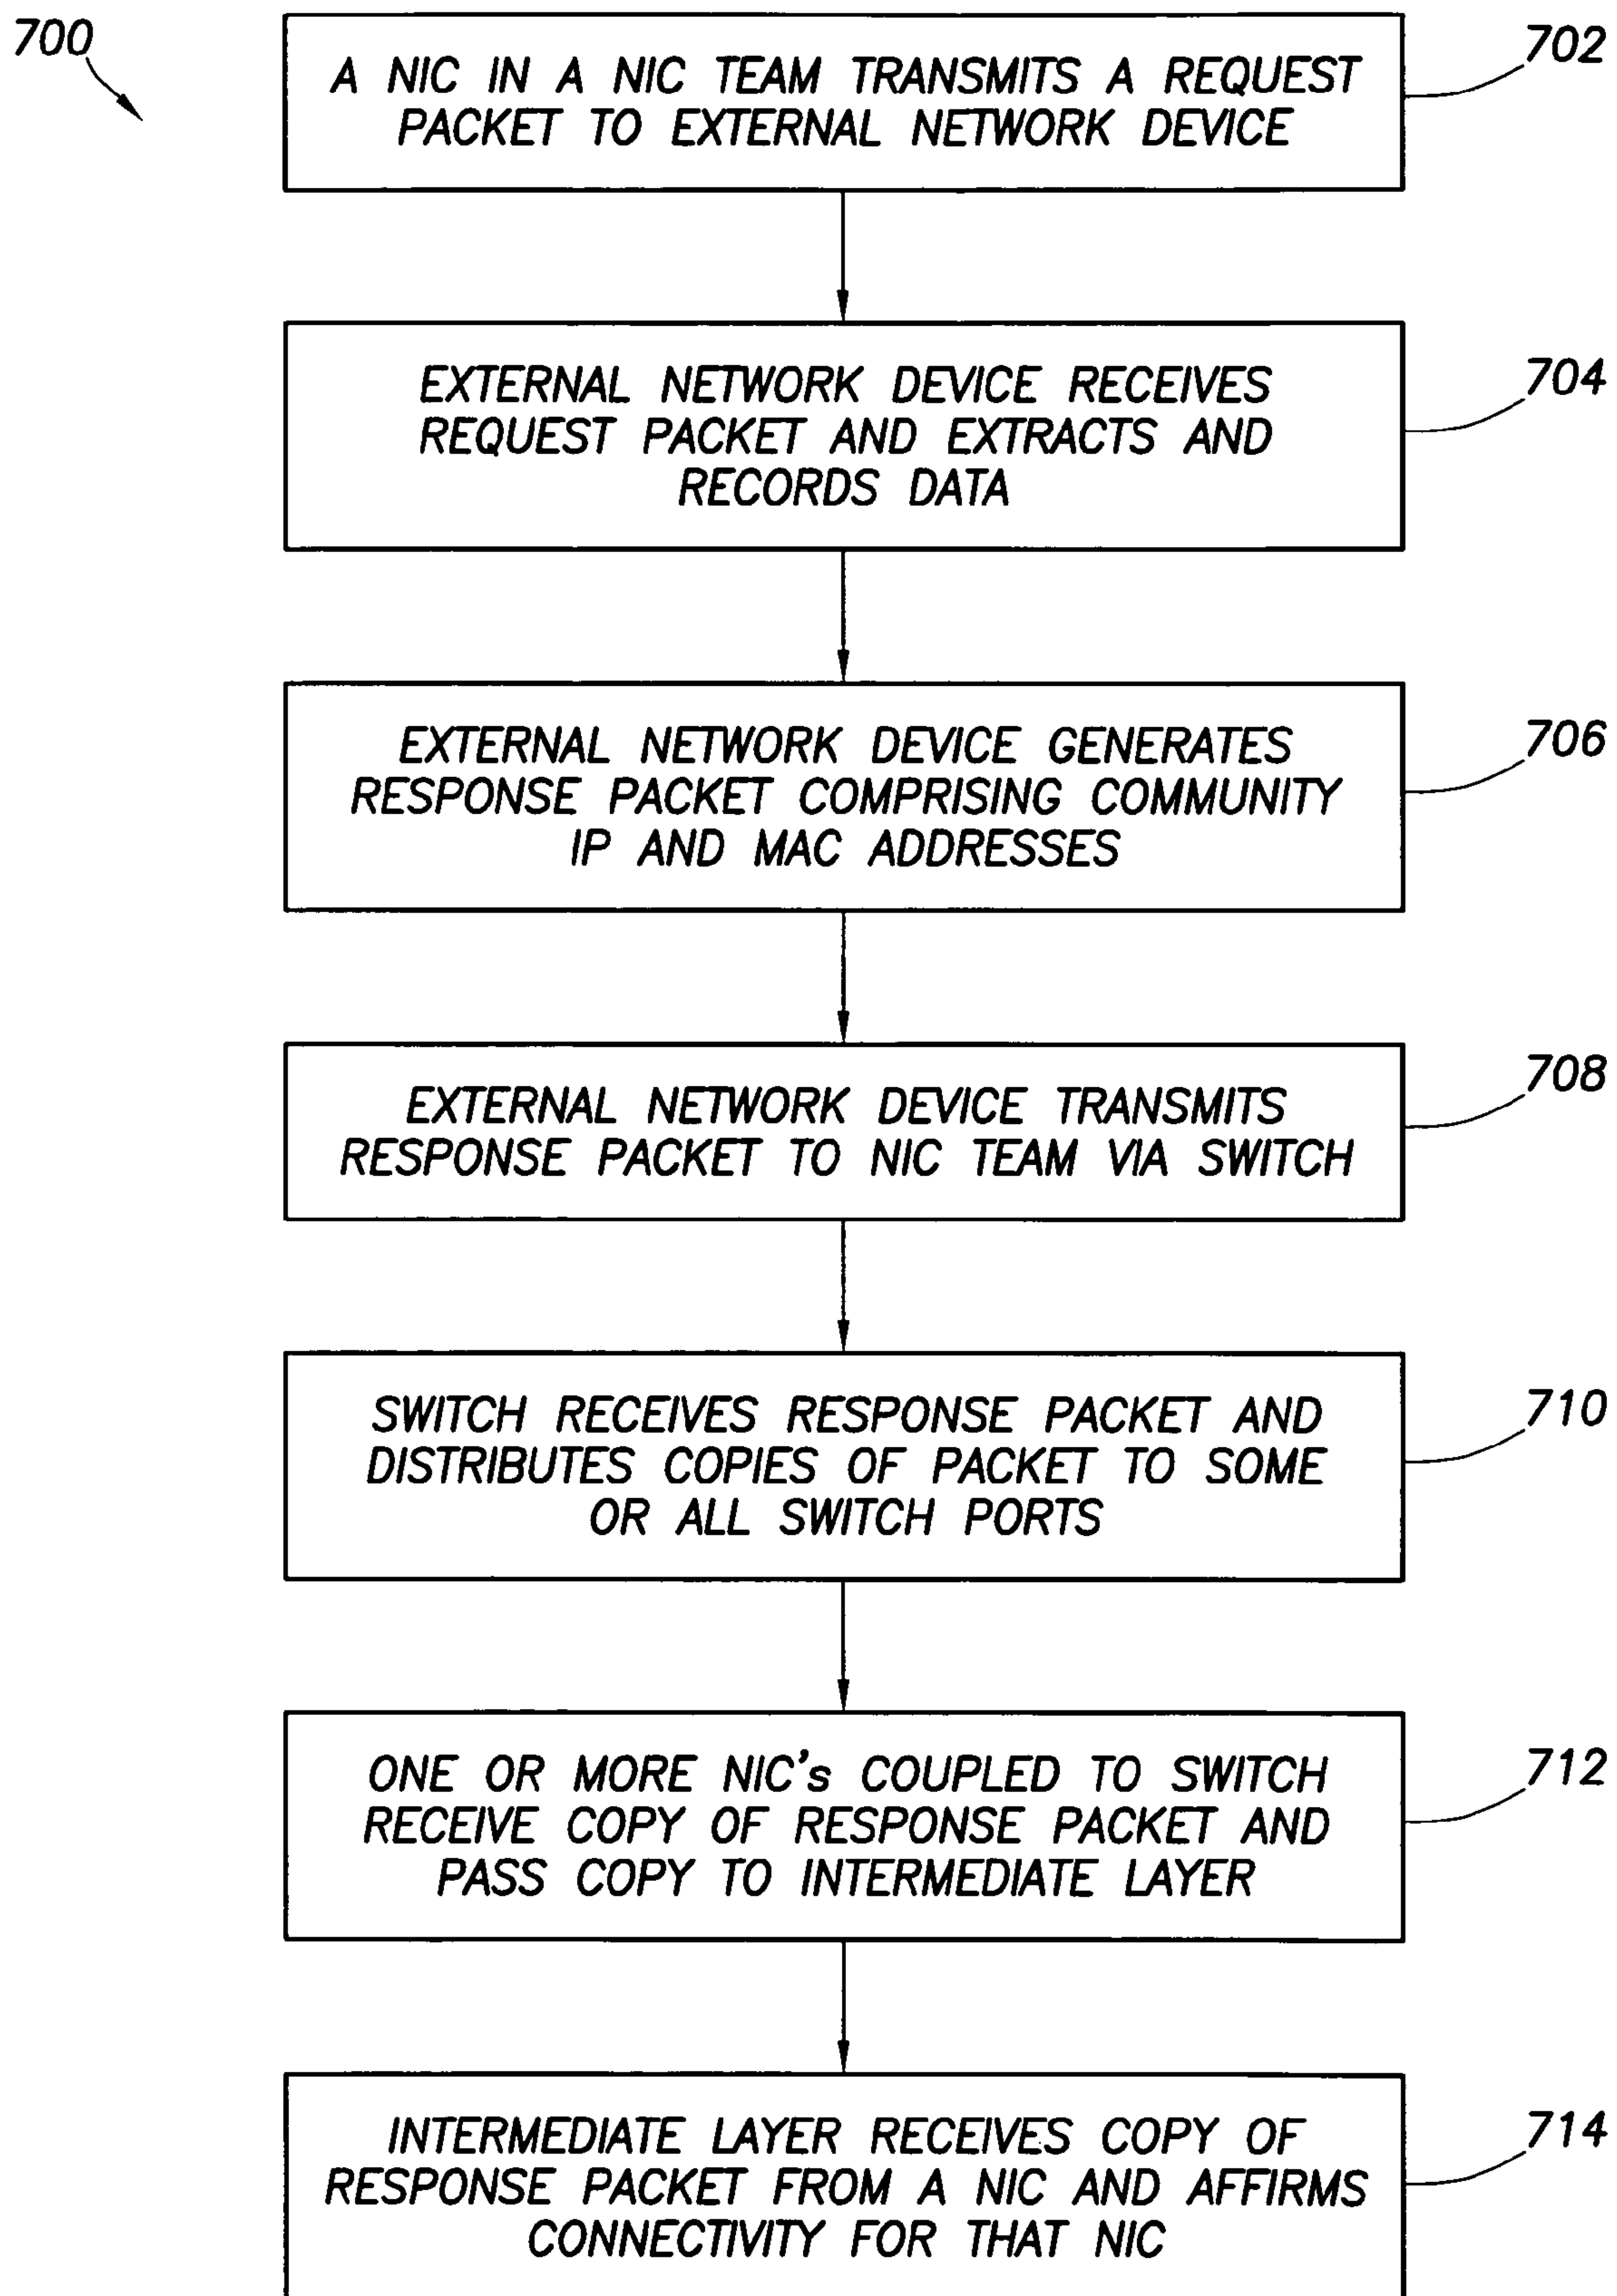 700
A NIC IN A NIC TEAM TRANSMITS A REQUEST
PACKET TO EXTERNAL NETWORK DEVICE
702
EXTERNAL NETWORK DEVICE RECEIVES
REQUEST PACKET AND EXTRACTS AND
RECORDS DATA
704
EXTERNAL NETWORK DEVICE GENERATES
RESPONSE PACKET COMPRISING COMMUNITY
IP AND MAC ADDRESSES
706
EXTERNAL NETWORK DEVICE TRANSMITS
RESPONSE PACKET TO NIC TEAM VIA SWITCH
708
SWITCH RECEIVES RESPONSE PACKET AND
DISTRIBUTES COPIES OF PACKET TO SOME
OR ALL SWITCH PORTS
710
ONE OR MORE NIC's COUPLED TO SWITCH
RECEIVE COPY OF RESPONSE PACKET AND
PASS COPY TO INTERMEDIATE LAYER
712
INTERMEDIATE LAYER RECEIVES COPY OF
RESPONSE PACKET FROM A NIC AND AFFIRMS
CONNECTIVITY FOR THAT NIC
714